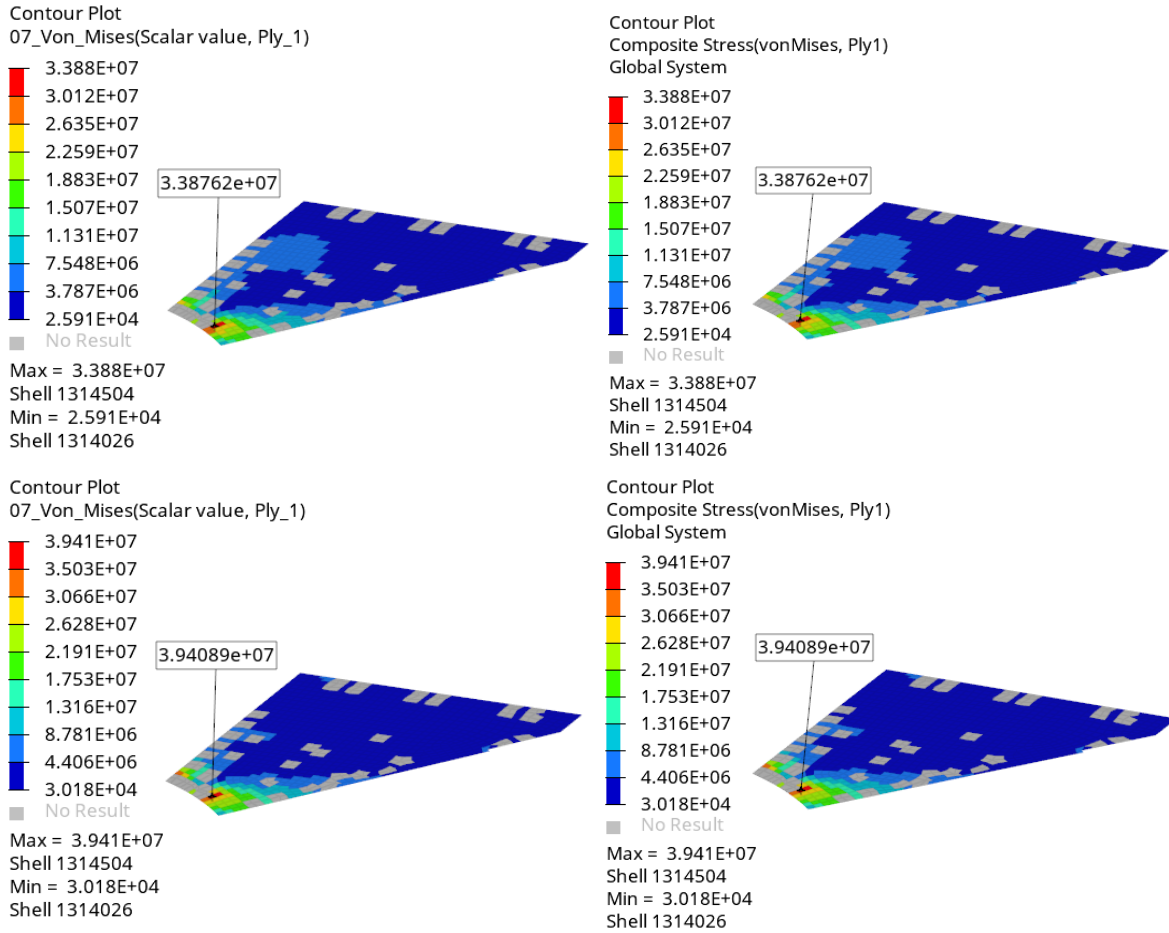 Contour Plot
07_Von_Mises(Scalar value, Ply_1)
3.388E+07
3.012E+07
2.635E+07
2.259E+07
1.883E+07
1.507E+07
1.131E+07
7.548E+06
3.787E+06
2.591E+04
No Result
Max = 3.388E+07
Shell 1314504
Min = 2.591E+04
Shell 1314026
3.38762e+07
Contour Plot
Composite Stress(vonMises, Ply1)
Global System
3.388E+07
3.012E+07
2.635E+07
2.259E+07
1.883E+07
1.507E+07
1.131E+07
7.548E+06
3.787E+06
2.591E+04
No Result
Max = 3.388E+07
Shell 1314504
Min = 2.591E+04
Shell 1314026
3.38762e+07
Contour Plot
07_Von_Mises(Scalar value, Ply_1)
3.941E+07
3.503E+07
3.066E+07
2.628E+07
2.191E+07
1.753E+07
1.316E+07
8.781E+06
4.406E+06
3.018E+04
No Result
Max = 3.941E+07
Shell 1314504
Min = 3.018E+04
Shell 1314026
3.94089e+07
Contour Plot
Composite Stress(vonMises, Ply1)
Global System
3.941E+07
3.503E+07
3.066E+07
2.628E+07
2.191E+07
1.753E+07
1.316E+07
8.781E+06
4.406E+06
3.018E+04
No Result
Max = 3.941E+07
Shell 1314504
Min = 3.018E+04
Shell 1314026
3.94089e+07